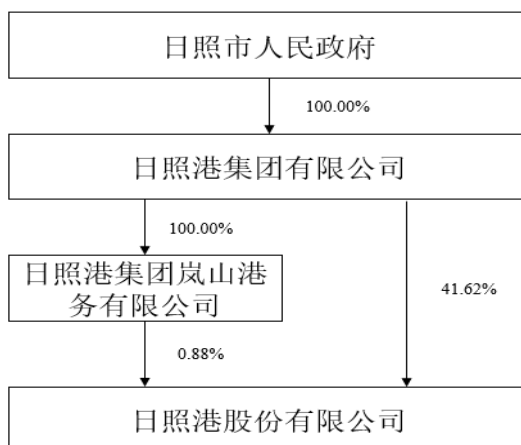 日照市人民政府
100.00%
日照港集团有限公司
100.00%
日照港集团岚山港
务有限公司
41.62%
0.88%
日照港股份有限公司